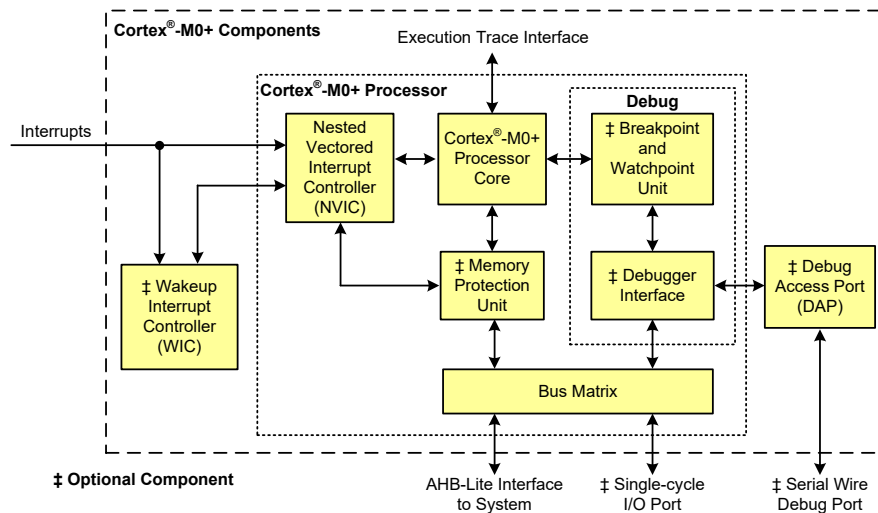 Cortex®-M0+ Components
Execution Trace Interface
Cortex®-M0+ Processor
Debug
Interrupts
Nested
Vectored
Interrupt
Controller
(NVIC)
Cortex®-M0+
Processor
Core
‡ Breakpoint
and
Watchpoint
Unit
‡ Wakeup
Interrupt
Controller
(WIC)
‡ Memory
Protection
Unit
‡ Debugger
Interface
‡ Debug
Access Port
(DAP)
Bus Matrix
‡ Optional Component
AHB-Lite Interface
to System
‡ Single-cycle
I/O Port
‡ Serial Wire
Debug Port